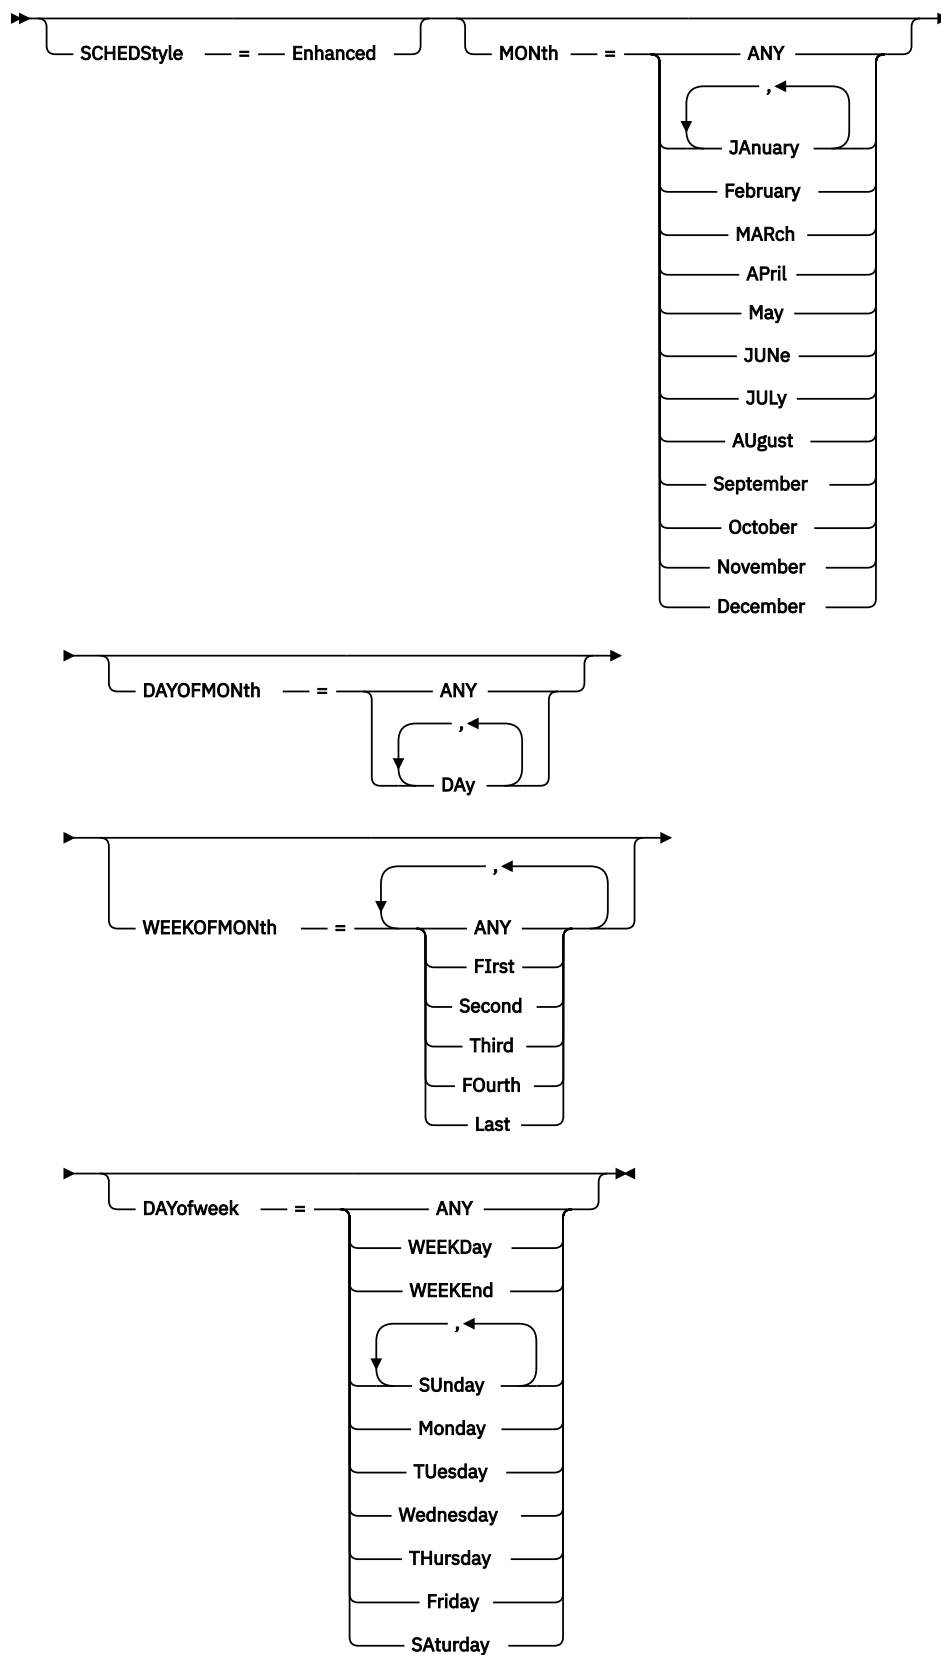 SCHEDStyle = Enhanced MONth = ANY
,
JAnuary
February
MARch
APril
May
JUNe
JULy
AUgust
September
October
November
December
DAYOFMONth = ANY
,
DAy
,
WEEKOFMONth = ANY
FIrst
Second
Third
FOurth
Last
DAYofweek = ANY
WEEKDay
WEEKEnd
,
SUnday
Monday
TUesday
Wednesday
THursday
Friday
SAturday